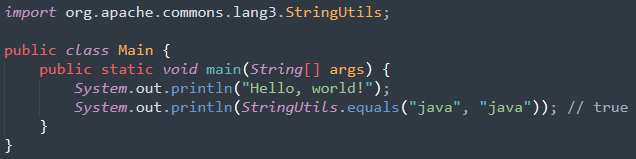 import org.apache.commons.lang3.StringUtils;
public class Main {
public static void main(String[] args) {
System.out.println("Hello, world!");
System.out.println(StringUtils.equals("java", "java")); // true
}
}